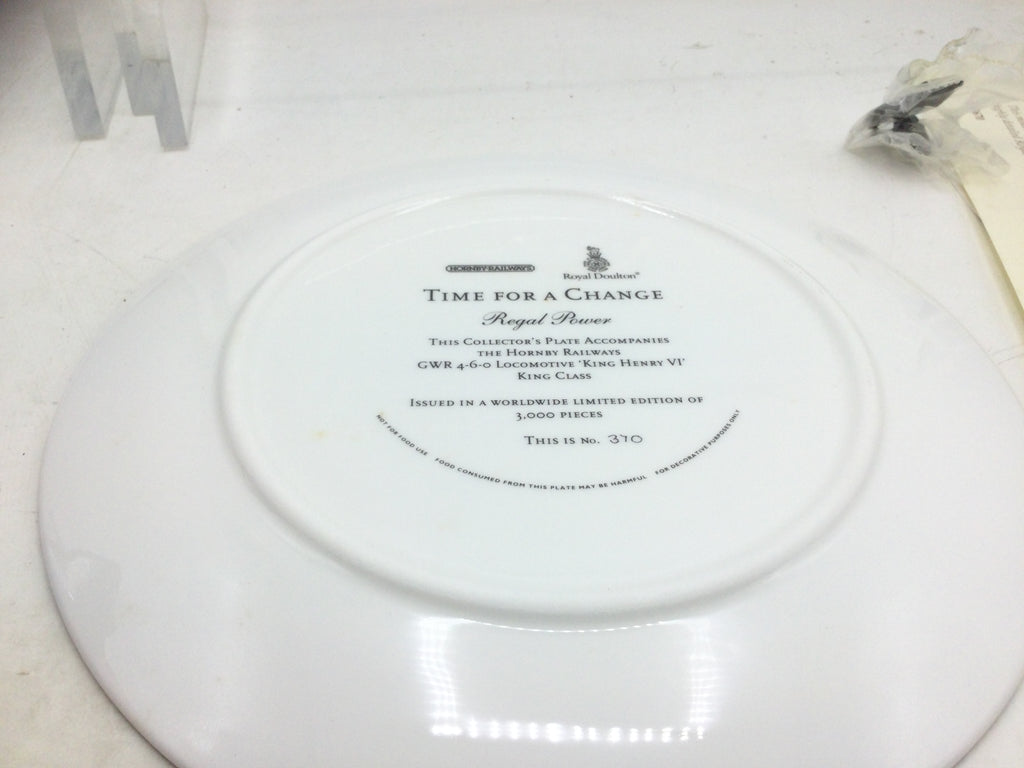 HORNBY RAILWAYS
Royal Doulton®
TIME FOR A CHANGE
Regal Power
THIS COLLECTOR'S PLATE ACCOMPANIES
THE HORNBY RAILWAYS
GWR 4-6-0 LOCOMOTIVE 'KING HENRY VI'
KING CLASS
ISSUED IN A WORLDWIDE LIMITED EDITION OF
3,000 PIECES
THIS IS NO. 370
NOT FOR FOOD USE FOOD CONSUMED FROM THIS PLATE MAY BE HARMFUL FOR DECORATIVE PURPOSES ONLY